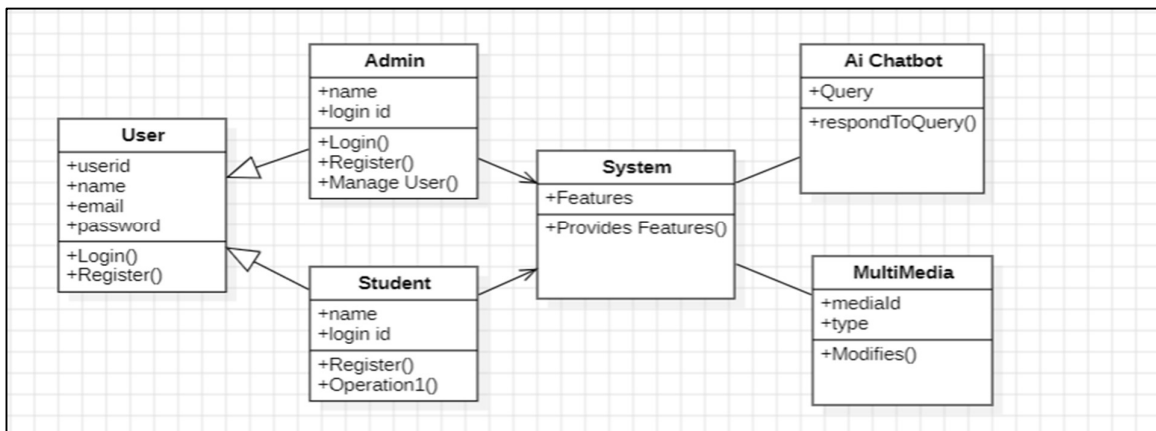 User
+userid
+name
+email
+password
+Login()
+Register()
Admin
+name
+login id
+Login()
+Register()
+Manage User()
Student
+name
+login id
+Register()
+Operation1()
System
+Features
+Provides Features()
Ai Chatbot
+Query
+respondToQuery()
MultiMedia
+mediaId
+type
+Modifies()